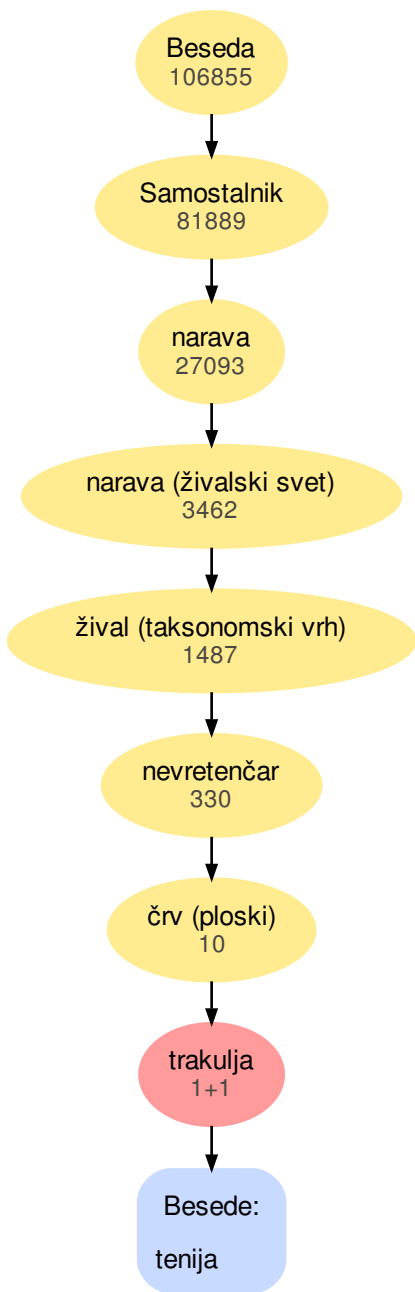 Beseda
106855
Samostalnik
81889
narava
27093
narava (živalski svet)
3462
žival (taksonomski vrh)
1487
nevretenčar
330
črv (ploski)
10
trakulja
1+1
Besede:
tenija